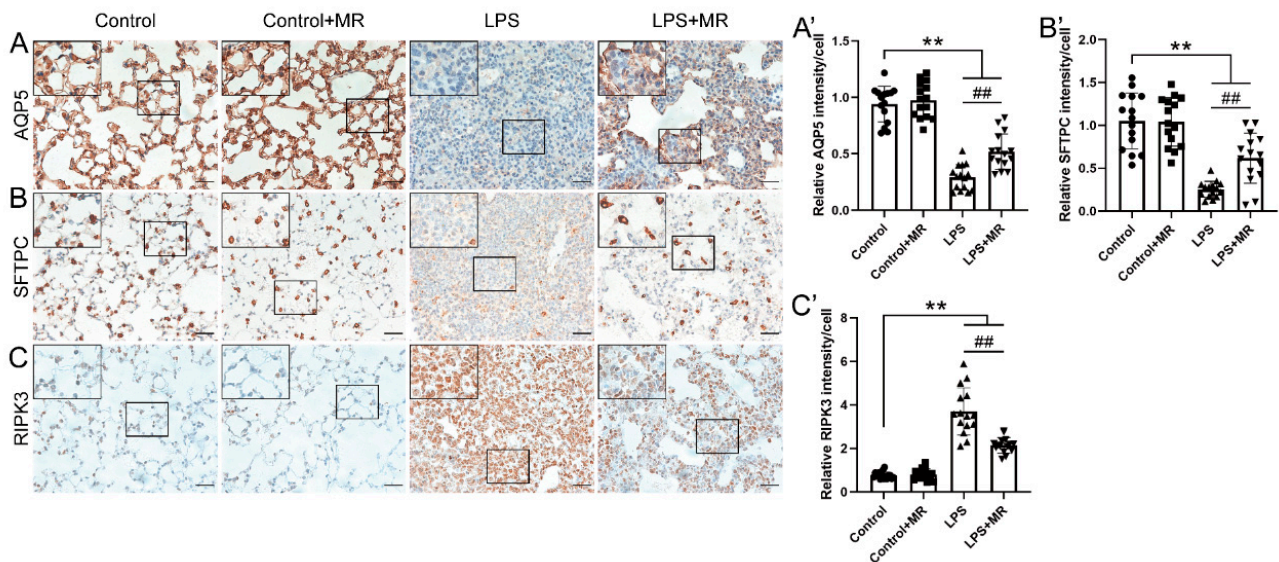 Control Control+MR LPS LPS+MR
A AQP5
B SFTPC
C RIPK3
A'
Relative AQP5 intensity/cell
1.5
1.0
0.5
0.0
**
##
Control Control+MR LPS LPS+MR
B'
Relative SFTPC intensity/cell
2.0
1.5
1.0
0.5
0.0
**
##
Control Control+MR LPS LPS+MR
C'
Relative RIPK3 intensity/cell
8
6
4
2
0
**
##
Control Control+MR LPS LPS+MR